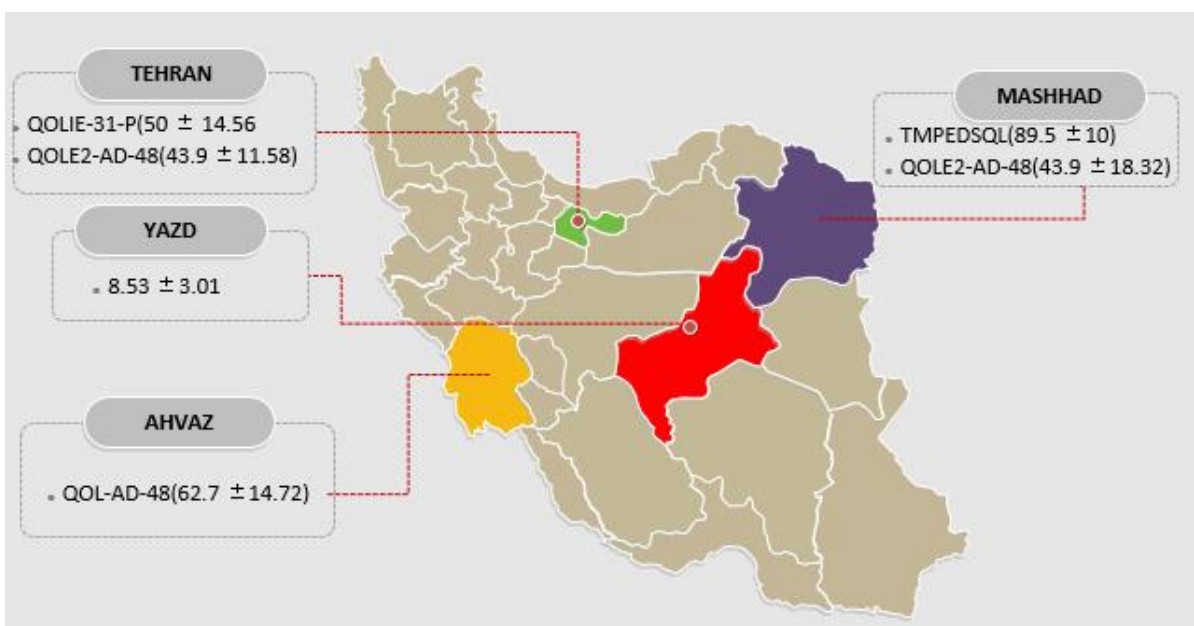 TEHRAN
QOLIE-31-P(50 ± 14.56
QOLE2-AD-48(43.9 ± 11.58)
MASHHAD
TMPEDSQL(89.5 ± 10)
QOLE2-AD-48(43.9 ± 18.32)
YAZD
8.53 ± 3.01
AHVAZ
QOL-AD-48(62.7 ± 14.72)